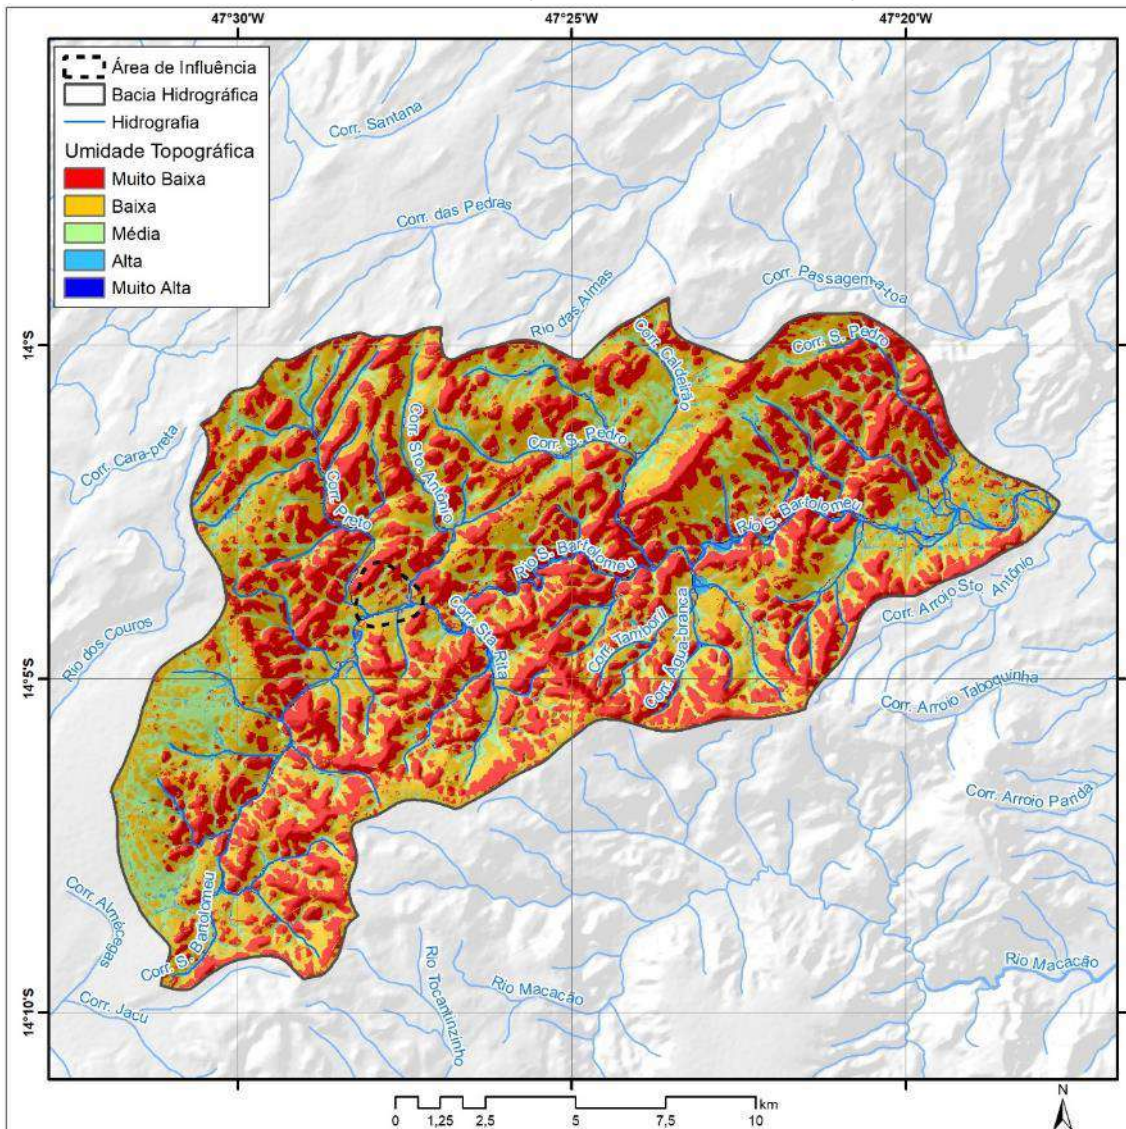 47°30'W
47°25'W
47°20'W
Área de Influência
Bacia Hidrográfica
Hidrografia
Umidade Topográfica
Muito Baixa
Baixa
Média
Alta
Muito Alta
Corr. Santana
Corr. das Pedras
Rio das Almas
Corr. Passagem-a-toa
14°S
Corr. Caldeirão
Corr. S. Pedro
Corr. Cara-preta
Corr. Sto. Antônio
Corr. S. Pedro
Corr. Preto
Rio S. Bartolomeu
Rio S. Bartolomeu
Corr. Arroio Sto. Antônio
Rio dos Couros
Corr. Sta Rita
Corr. Tamboril
Corr. Água-branca
14°5'S
Corr. Arroio Taboquinha
Corr. Arroio Parida
Corr. Almécegas
Corr. S. Bartolomeu
Rio Tocantinzinho
Rio Macacão
Rio Macacão
Corr. Jacu
14°10'S
N
km
0 1,25 2,5 5 7,5 10